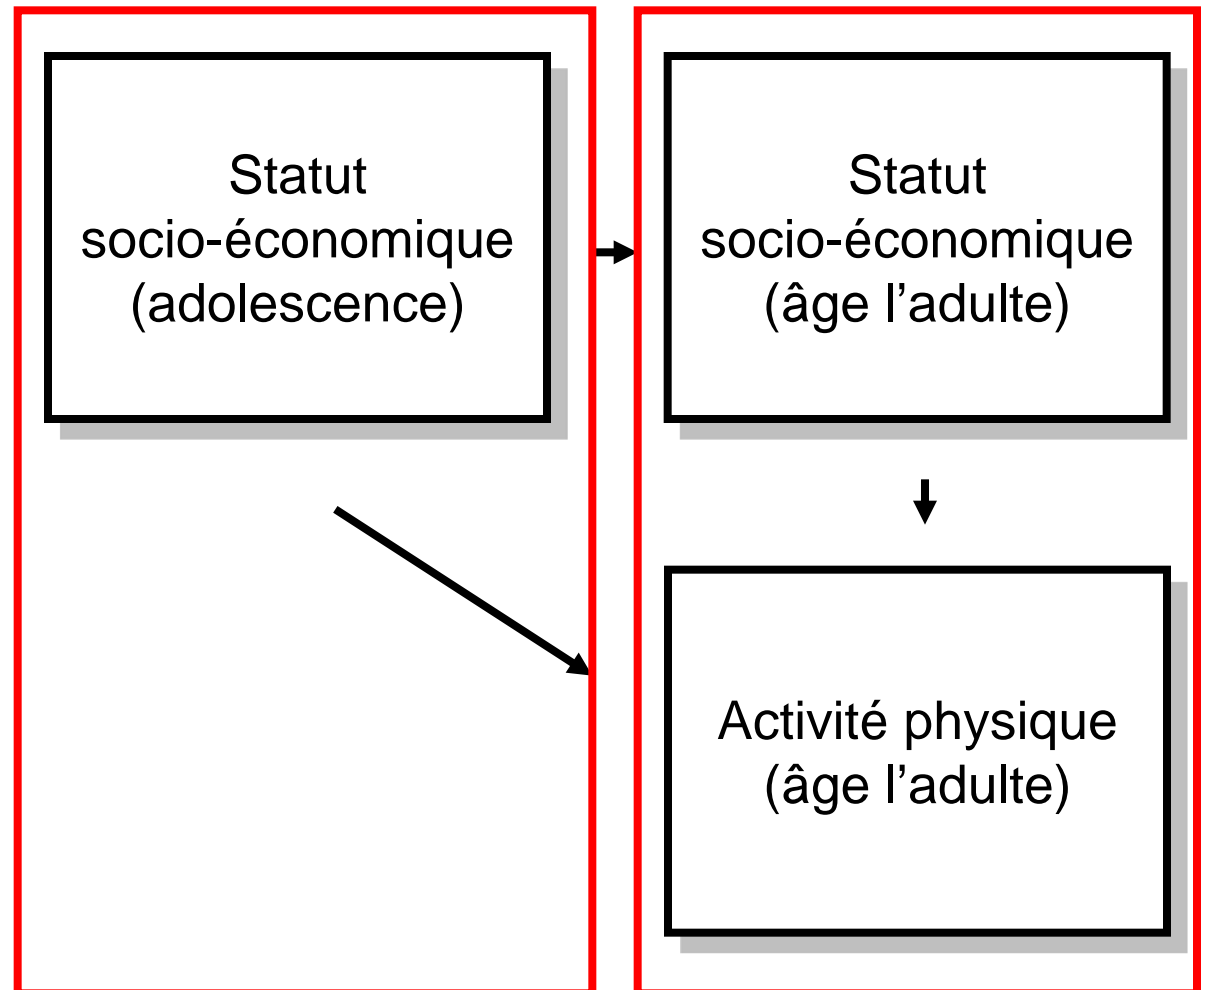 Statut
socio-économique
(adolescence)
Statut
socio-économique
(âge l’adulte)
Activité physique
(âge l’adulte)